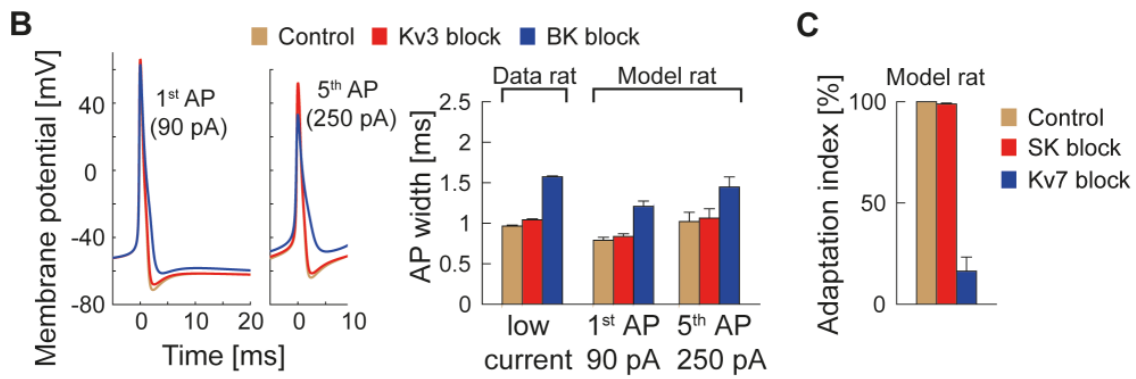 B
Control Kv3 block BK block
Membrane potential [mV]
40
0
-40
-80
1st AP
(90 pA)
0 10 20
5th AP
(250 pA)
0 10
Time [ms]
Data rat Model rat
AP width [ms]
2.5
2
1.5
1
0.5
0
low
current
1st AP
90 pA
5th AP
250 pA
C
Model rat
Adaptation index [%]
100
50
0
Control
SK block
Kv7 block